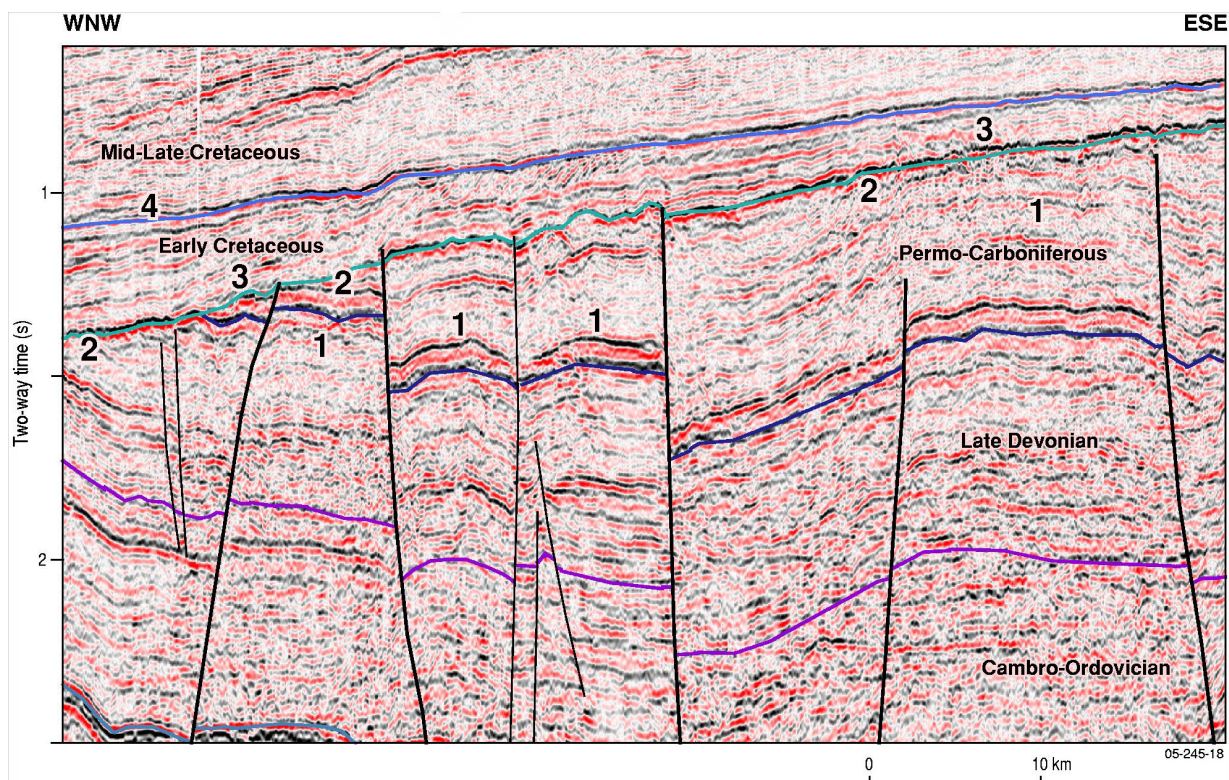 WNW
ESE
3
Mid-Late Cretaceous
1
2
4
1
Early Cretaceous
Permo-Carboniferous
3
2
1
1
2
1
Two-way time (s)
Late Devonian
2
Cambro-Ordovician
05-245-18
0
10 km